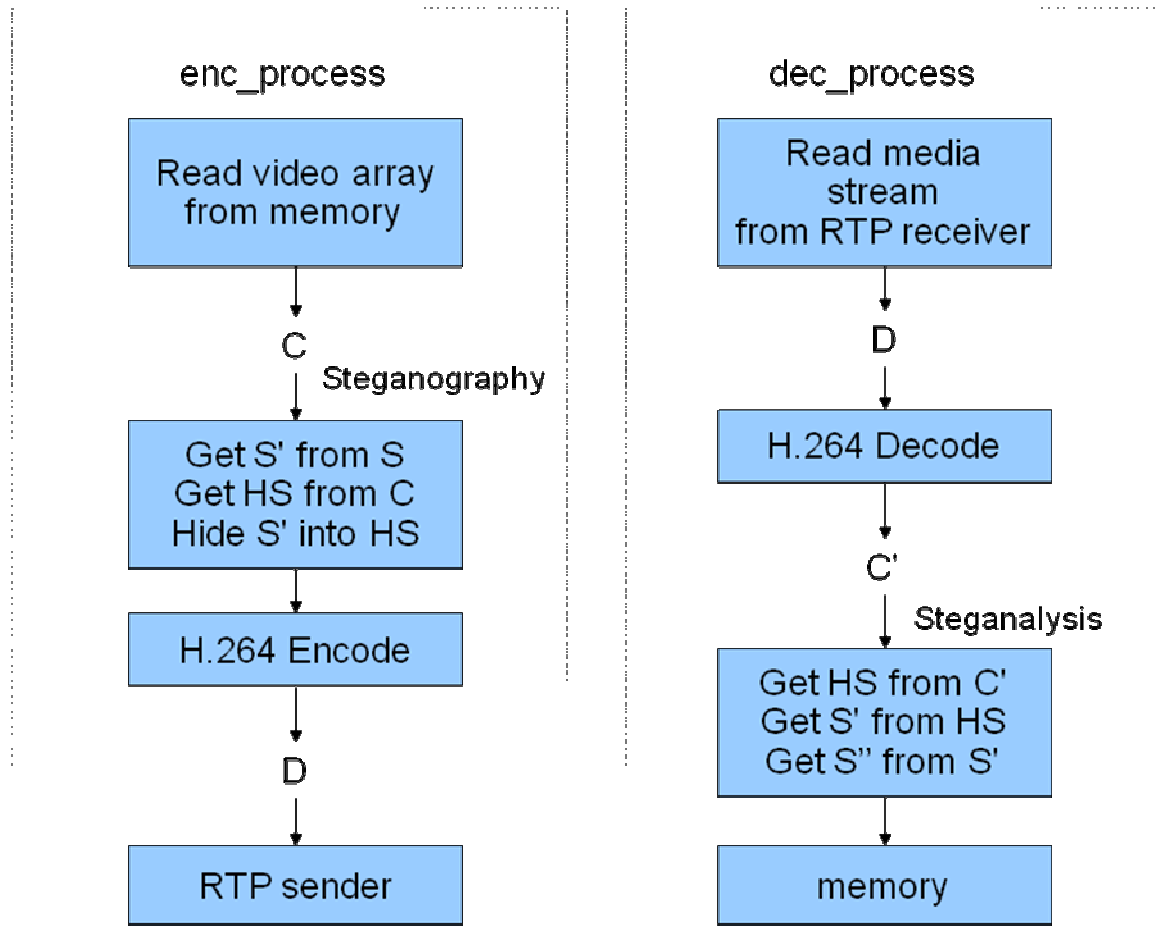 enc_process
Read video array
from memory
C
Steganography
Get S' from S
Get HS from C
Hide S' into HS
H.264 Encode
D
RTP sender
dec_process
Read media
stream
from RTP receiver
D
H.264 Decode
C'
Steganalysis
Get HS from C'
Get S' from HS
Get S” from S'
memory